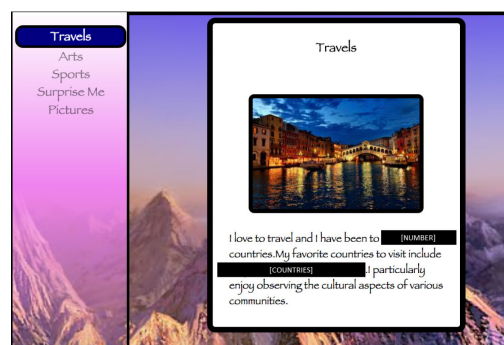 Travels
Arts
Sports
Surprise Me
Pictures
Travels
I love to travel and I have been to [NUMBER]
countries.My favorite countries to visit include
[COUNTRIES] .I particularly
enjoy observing the cultural aspects of various
communities.